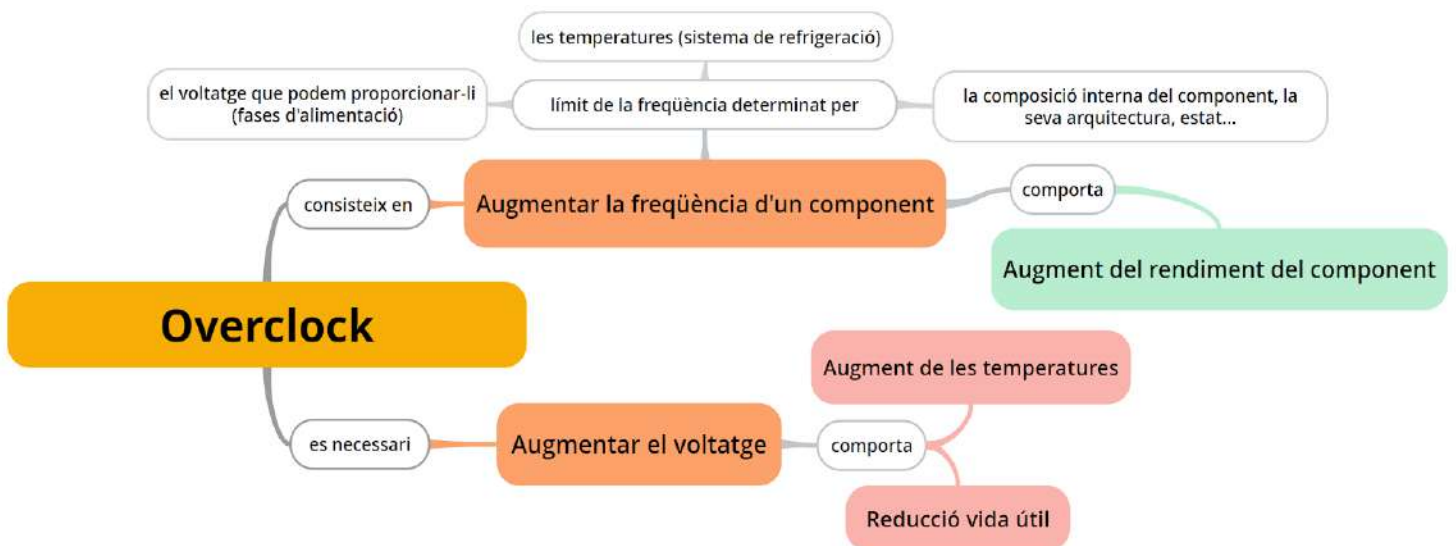 les temperatures (sistema de refrigeració)
el voltatge que podem proporcionar-li
(fases d'alimentació)
límit de la freqüència determinat per
la composició interna del component, la
seva arquitectura, estat...
consisteix en
Augmentar la freqüència d'un component
comporta
Augment del rendiment del component
Overclock
Augment de les temperatures
es necessari
Augmentar el voltatge
comporta
Reducció vida útil